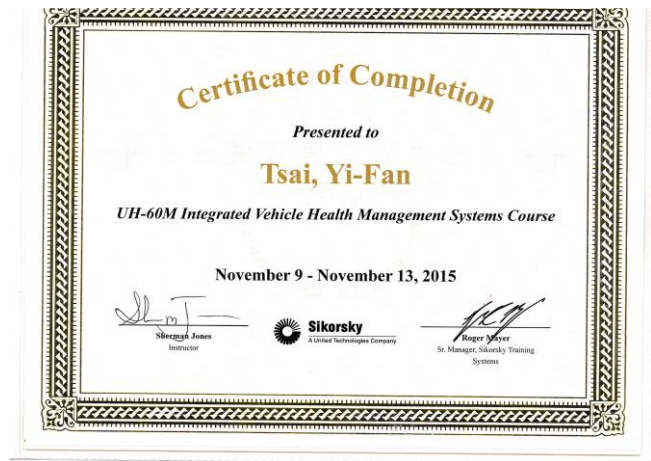 Certificate of Completion
Presented to
Tsai, Yi-Fan
UH-60M Integrated Vehicle Health Management Systems Course
November 9 - November 13, 2015
Sherman Jones
Instructor
Sikorsky
A United Technologies Company
Roger Mayer
Sr. Manager, Sikorsky Training
Systems